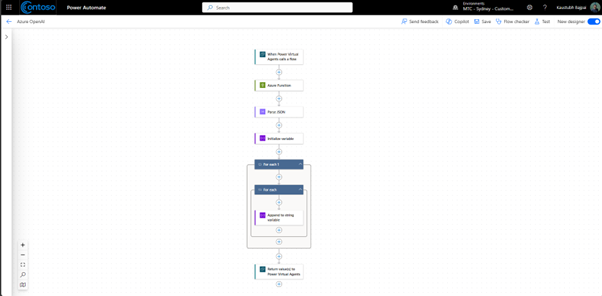 Contoso
Power Automate
Search
Environments
MTC - Sydney - Custom...
Kaustubh Bajpai
Azure OpenAI
Send feedback
Copilot
Save
Flow checker
Test
New designer
When Power Virtual
Agents calls a flow
Azure Function
Parse JSON
Initialize variable
For each 1
For each
Append to string
variable
Return value(s) to
Power Virtual Agents